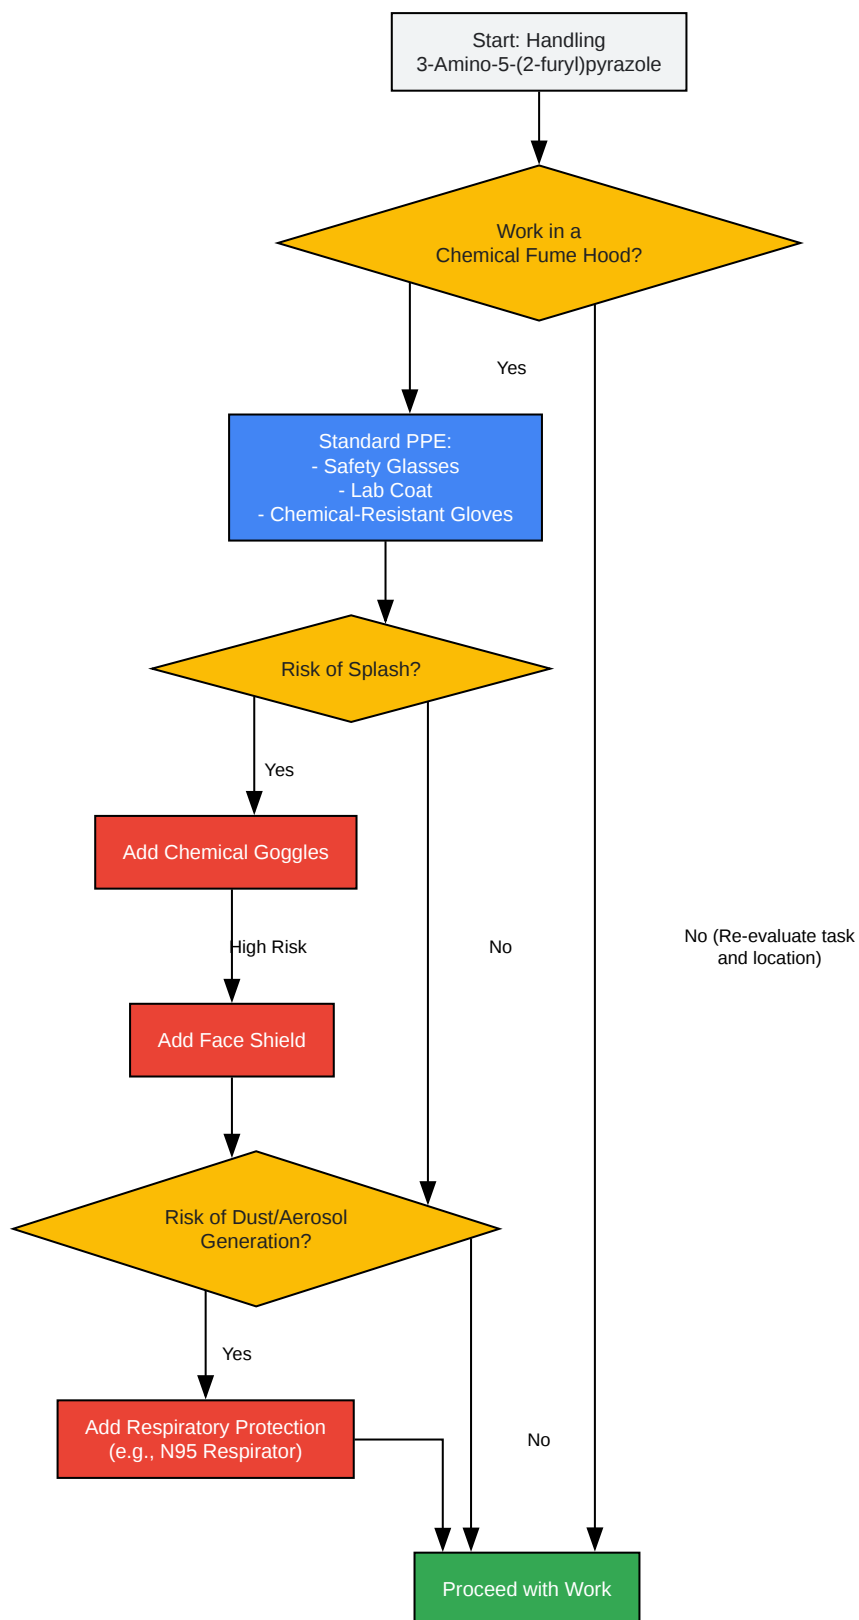 Start: Handling
3-Amino-5-(2-furyl)pyrazole
Work in a
Chemical Fume Hood?
Yes
Standard PPE:
- Safety Glasses
- Lab Coat
- Chemical-Resistant Gloves
Risk of Splash?
Yes
Add Chemical Goggles
High Risk
No
No (Re-evaluate task
and location)
Add Face Shield
Risk of Dust/Aerosol
Generation?
Yes
Add Respiratory Protection
(e.g., N95 Respirator)
No
Proceed with Work